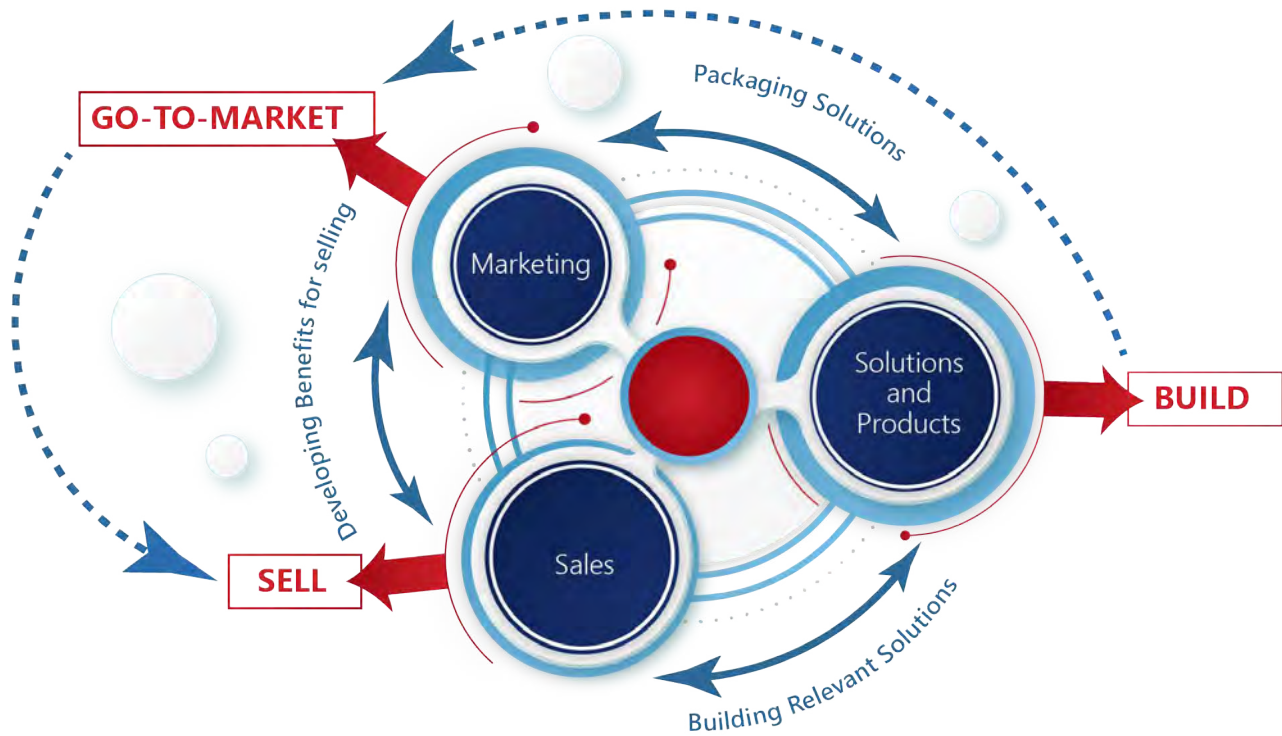 Packaging Solutions
GO-TO-MARKET
Developing Benefits for selling
Marketing
Solutions
and
Products
BUILD
Sales
SELL
Building Relevant Solutions